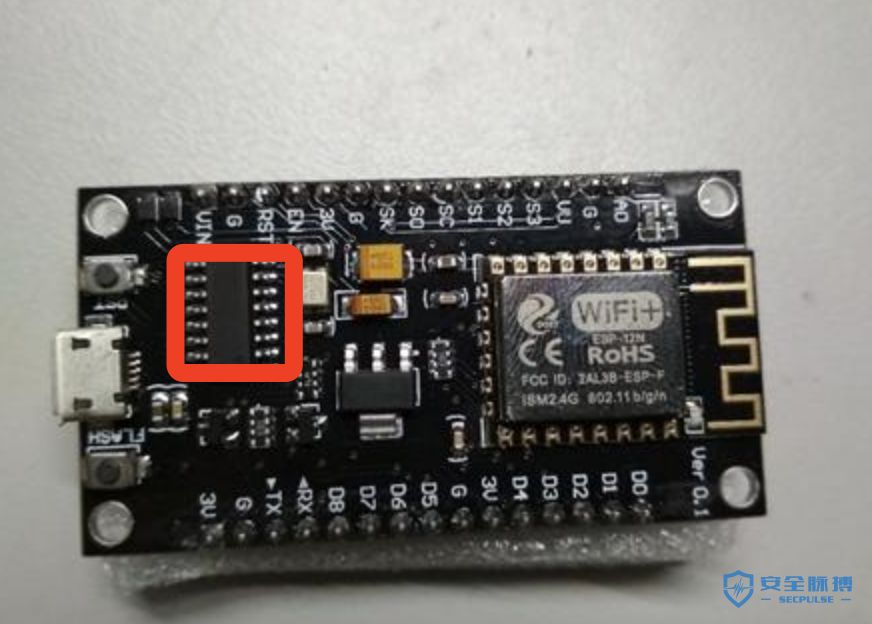 VIN G RST EN 3V G SK SO SC S1 S2 S3 VU G AO
WiFi+
ESP-12N
CE RoHS
FCC ID: 2AL3B-ESP-F
ISM2.4G 802.11b/g/n
FLASH
Ver 0.1
3V G TX RX D8 D7 D6 D5 G 3V D4 D3 D2 D1 D0
安全脉搏
SECPULSE